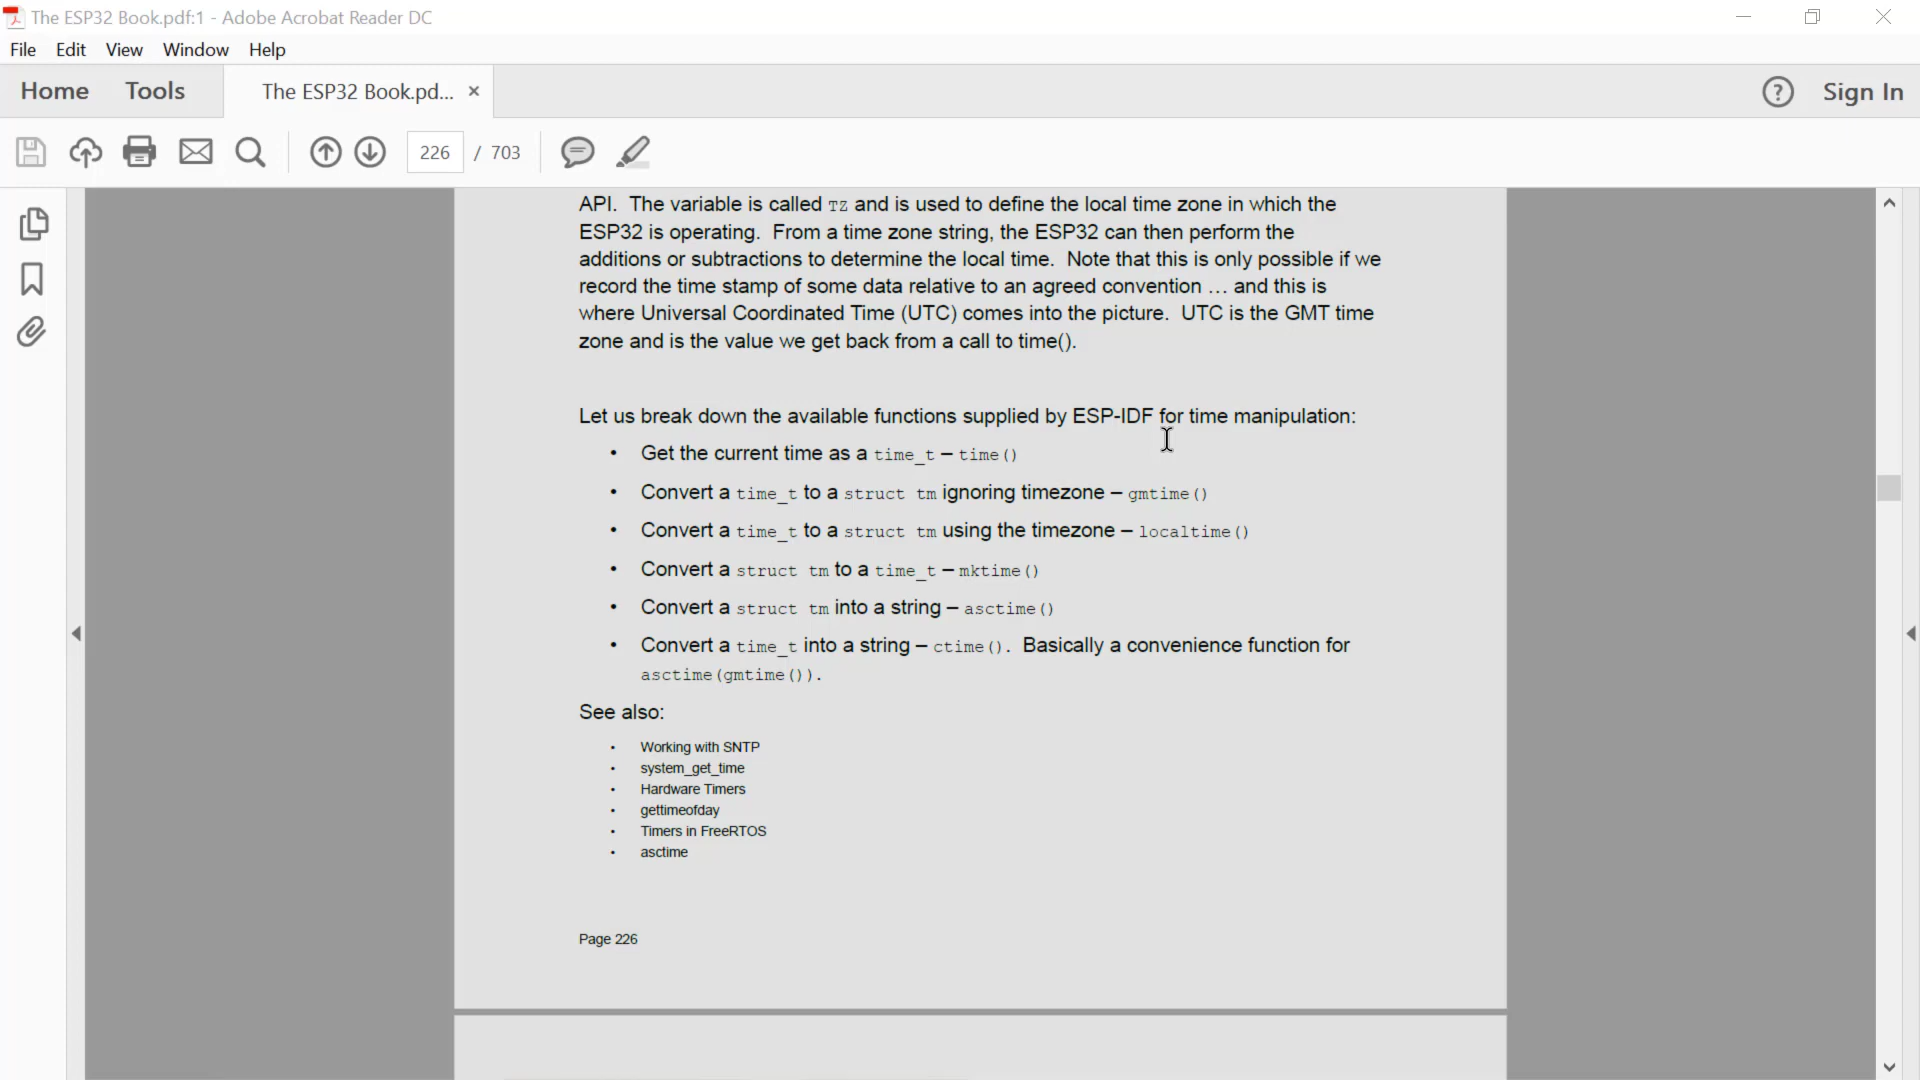 The ESP32 Book.pdf:1 - Adobe Acrobat Reader DC
File Edit View Window Help
Home Tools The ESP32 Book.pd... × ? Sign In
226 / 703
API.  The variable is called TZ and is used to define the local time zone in which the
ESP32 is operating.  From a time zone string, the ESP32 can then perform the
additions or subtractions to determine the local time.  Note that this is only possible if we
record the time stamp of some data relative to an agreed convention … and this is
where Universal Coordinated Time (UTC) comes into the picture.  UTC is the GMT time
zone and is the value we get back from a call to time().
Let us break down the available functions supplied by ESP-IDF for time manipulation:
• Get the current time as a time_t – time()
• Convert a time_t to a struct tm ignoring timezone – gmtime()
• Convert a time_t to a struct tm using the timezone – localtime()
• Convert a struct tm to a time_t – mktime()
• Convert a struct tm into a string – asctime()
• Convert a time_t into a string – ctime().  Basically a convenience function for
asctime(gmtime()).
See also:
• Working with SNTP
• system_get_time
• Hardware Timers
• gettimeofday
• Timers in FreeRTOS
• asctime
Page 226